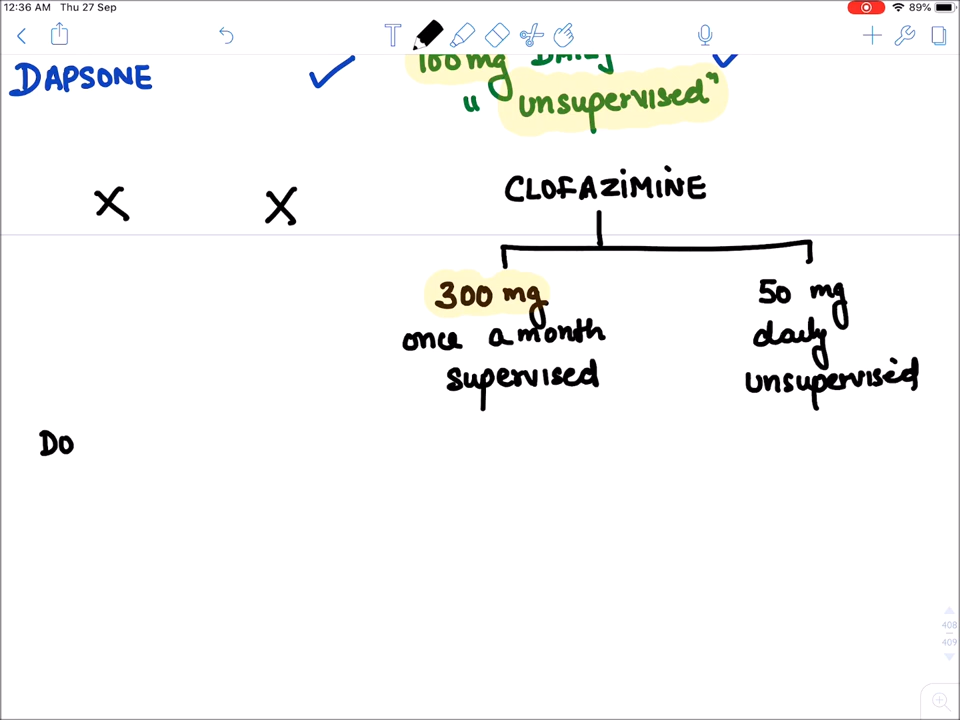 12:36 AM Thu 27 Sep
89%
T
100 mg DAILY
DAPSONE
" unsupervised"
CLOFAZIMINE
X X
300 mg 50 mg
once a month daily
supervised unsupervised
Do
408
409